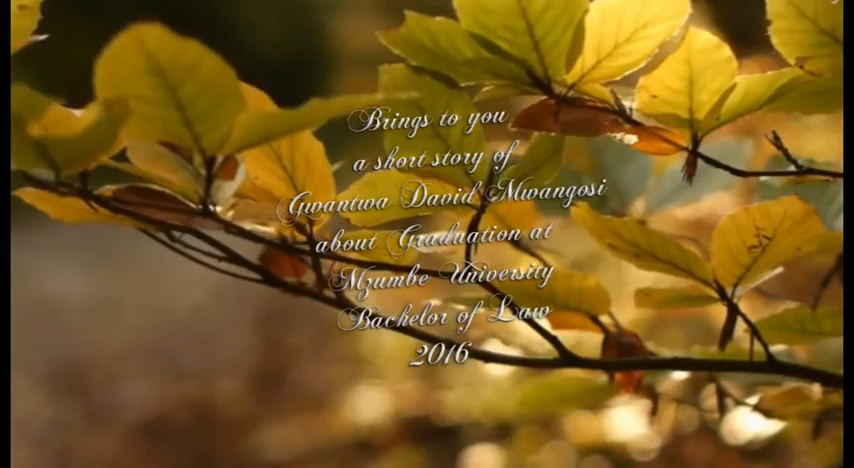 Brings to you
a short story of
Gwantwa David Mwangosi
about Graduation at
Mzumbe University
Bachelor of Law
2016